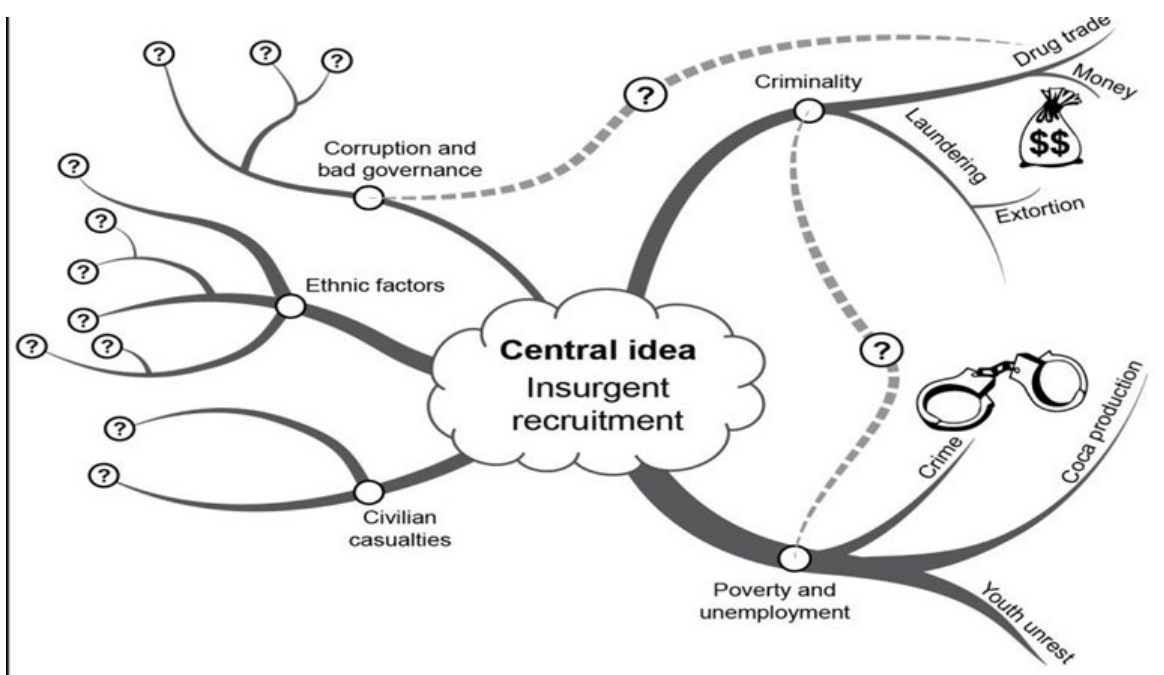 ?
?
?
Corruption and
bad governance
?
Criminality
Drug trade
Money
$$
Laundering
Extortion
?
?
?
?
?
?
Ethnic factors
Central idea
Insurgent
recruitment
?
?
?
Civilian
casualties
Crime
Coca production
Youth unrest
Poverty and
unemployment